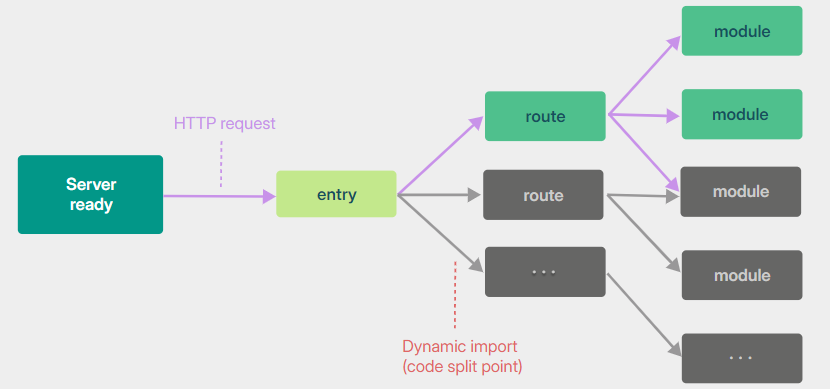 Server
ready
HTTP request
entry
route
route
...
Dynamic import
(code split point)
module
module
module
module
...